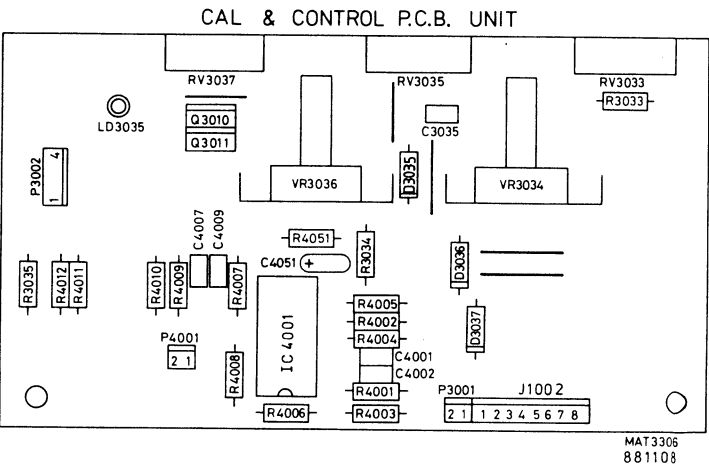 CAL & CONTROL P.C.B. UNIT
RV3037
RV3035
RV3033
R3033
LD3035
Q3010
Q3011
C3035
P3002
4
1
VR3036
D3035
VR3034
C4007
C4009
R4051
C4051
+
R3034
D3036
R3035
R4012
R4011
R4010
R4009
R4007
IC4001
R4005
R4002
R4004
D3037
P4001
2 1
R4008
C4001
C4002
R4001
P3001
J1002
R4006
R4003
2 1
1 2 3 4 5 6 7 8
MAT3306
881108